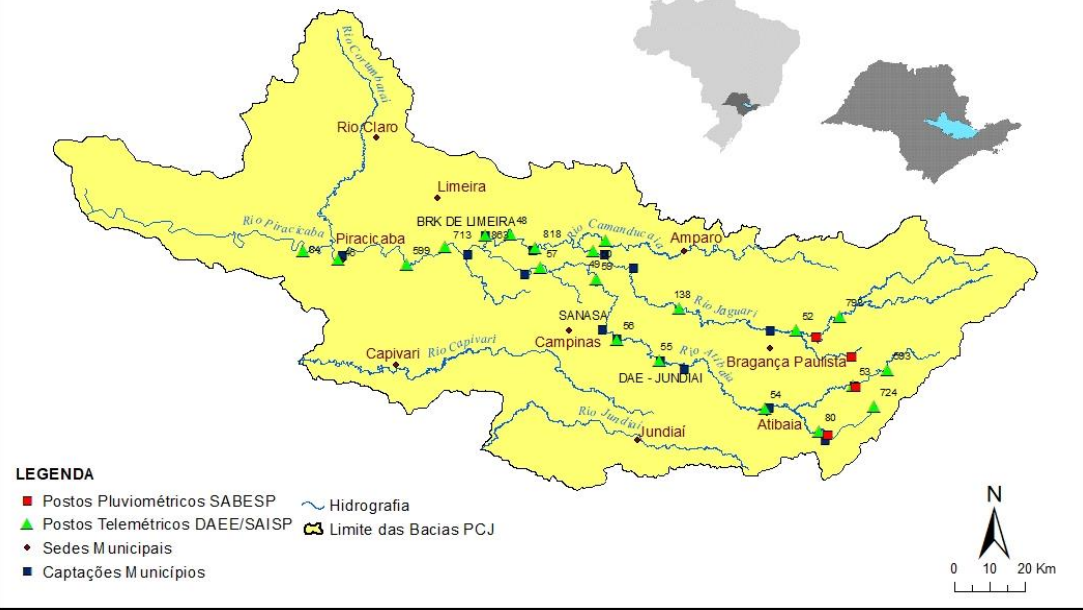 Rio Corumbataí
Rio Claro
Limeira
BRK DE LIMEIRA 48
Rio Piracicaba
Piracicaba
84
599
713
818
57
Rio Camanducaia
Amparo
49
59
138
Rio Jaguari
52
SANASA
Campinas
56
Capivari
Rio Capivari
55
Rio Atibaia
Bragança Paulista
DAE - JUNDIAI
53
54
724
Atibaia
80
Rio Jundiaí
Jundiaí
LEGENDA
Postos Pluviométricos SABESP
Hidrografia
Postos Telemétricos DAEE/SAISP
Limite das Bacias PCJ
Sedes Municipais
Captações Municípios
N
0 10 20 Km